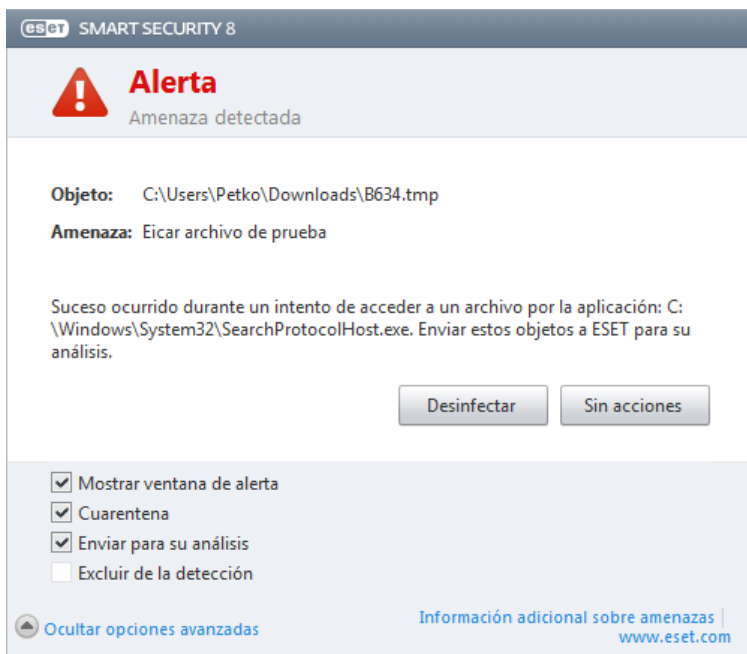 eset SMART SECURITY 8
Alerta
Amenaza detectada
Objeto: C:\Users\Petko\Downloads\B634.tmp
Amenaza: Eicar archivo de prueba
Suceso ocurrido durante un intento de acceder a un archivo por la aplicación: C:
\Windows\System32\SearchProtocolHost.exe. Enviar estos objetos a ESET para su
análisis.
Desinfectar Sin acciones
Mostrar ventana de alerta
Cuarentena
Enviar para su análisis
Excluir de la detección
Ocultar opciones avanzadas
Información adicional sobre amenazas
www.eset.com